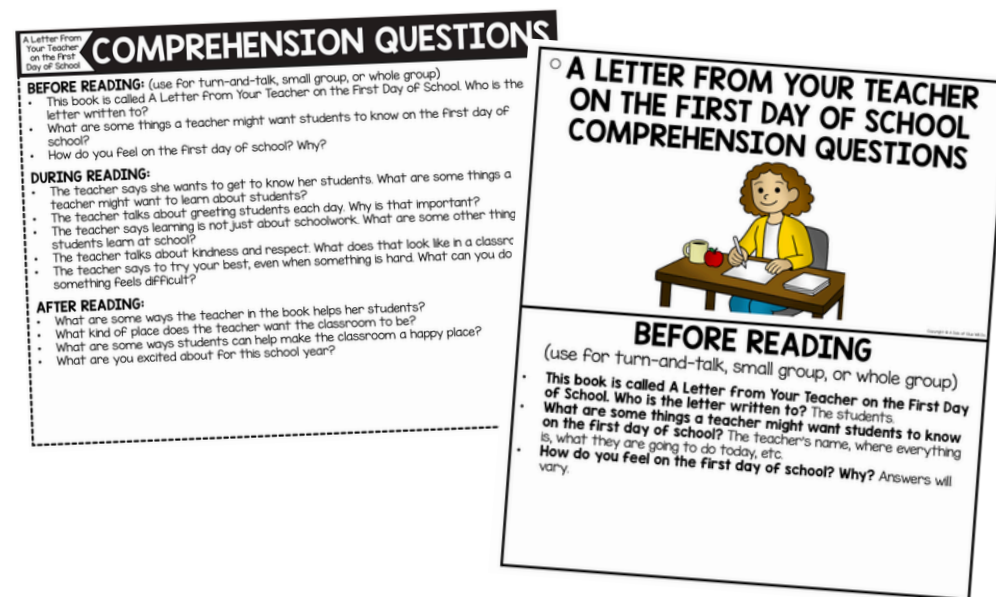 A Letter From
Your Teacher
on the First
Day of School
COMPREHENSION QUESTIONS
BEFORE READING: (use for turn-and-talk, small group, or whole group)
• This book is called A Letter from Your Teacher on the First Day of School. Who is the
letter written to?
• What are some things a teacher might want students to know on the first day of
school?
• How do you feel on the first day of school? Why?
DURING READING:
• The teacher says she wants to get to know her students. What are some things a
teacher might want to learn about students?
• The teacher talks about greeting students each day. Why is that important?
• The teacher says learning is not just about schoolwork. What are some other thing
students learn at school?
• The teacher talks about kindness and respect. What does that look like in a classro
• The teacher says to try your best, even when something is hard. What can you do
something feels difficult?
AFTER READING:
• What are some ways the teacher in the book helps her students?
• What kind of place does the teacher want the classroom to be?
• What are some ways students can help make the classroom a happy place?
• What are you excited about for this school year?
A LETTER FROM YOUR TEACHER
ON THE FIRST DAY OF SCHOOL
COMPREHENSION QUESTIONS
BEFORE READING
(use for turn-and-talk, small group, or whole group)
• This book is called A Letter from Your Teacher on the First Day
of School. Who is the letter written to? The students.
• What are some things a teacher might want students to know
on the first day of school? The teacher's name, where everything
is, what they are going to do today, etc.
• How do you feel on the first day of school? Why? Answers will
vary.